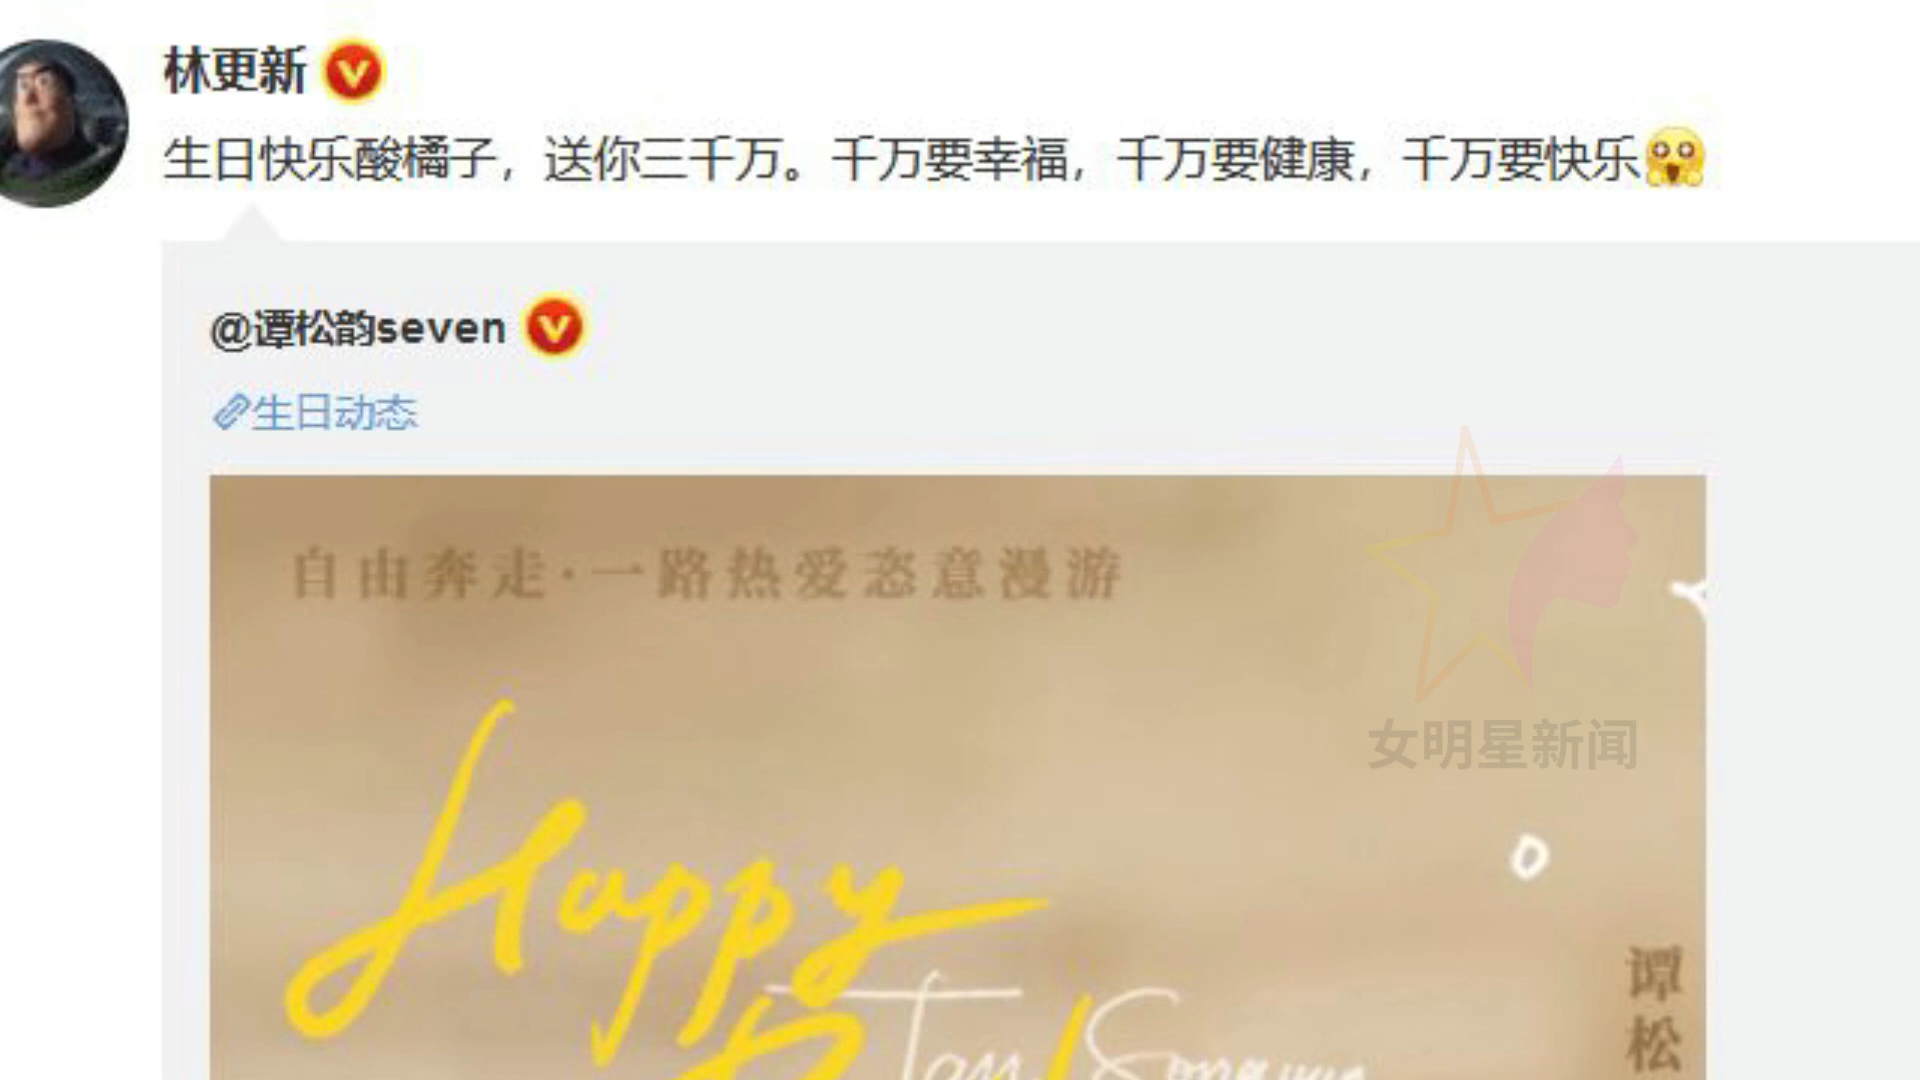 林更新
生日快乐酸橘子，送你三千万。千万要幸福，千万要健康，千万要快乐
@谭松韵seven
生日动态
自由奔走·一路热爱恣意漫游
女明星新闻
Happy
Tan
谭松